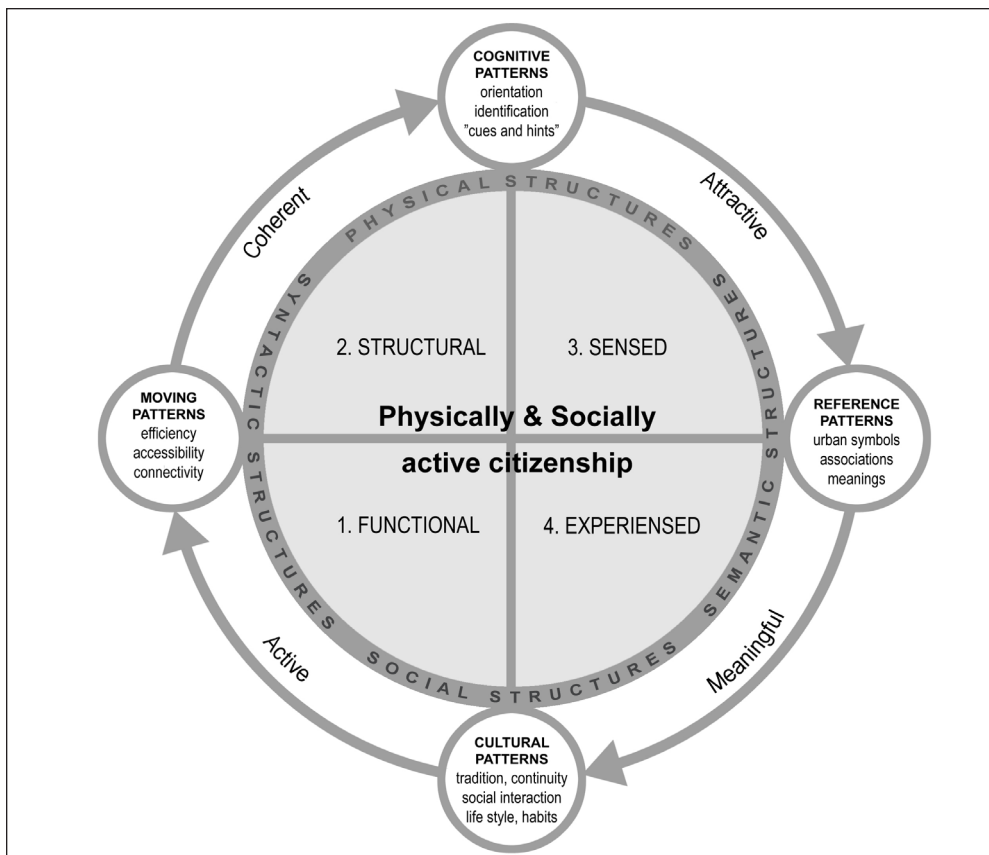 COGNITIVE
PATTERNS
orientation
identification
"cues and hints"
Coherent
Attractive
PHYSICAL STRUCTURES
SYNTACTIC STRUCTURES
SEMANTIC STRUCTURES
SOCIAL STRUCTURES
2. STRUCTURAL
3. SENSED
MOVING
PATTERNS
efficiency
accessibility
connectivity
Physically & Socially
active citizenship
REFERENCE
PATTERNS
urban symbols
associations
meanings
1. FUNCTIONAL
4. EXPERIENSED
Active
Meaningful
CULTURAL
PATTERNS
tradition, continuity
social interaction
life style, habits